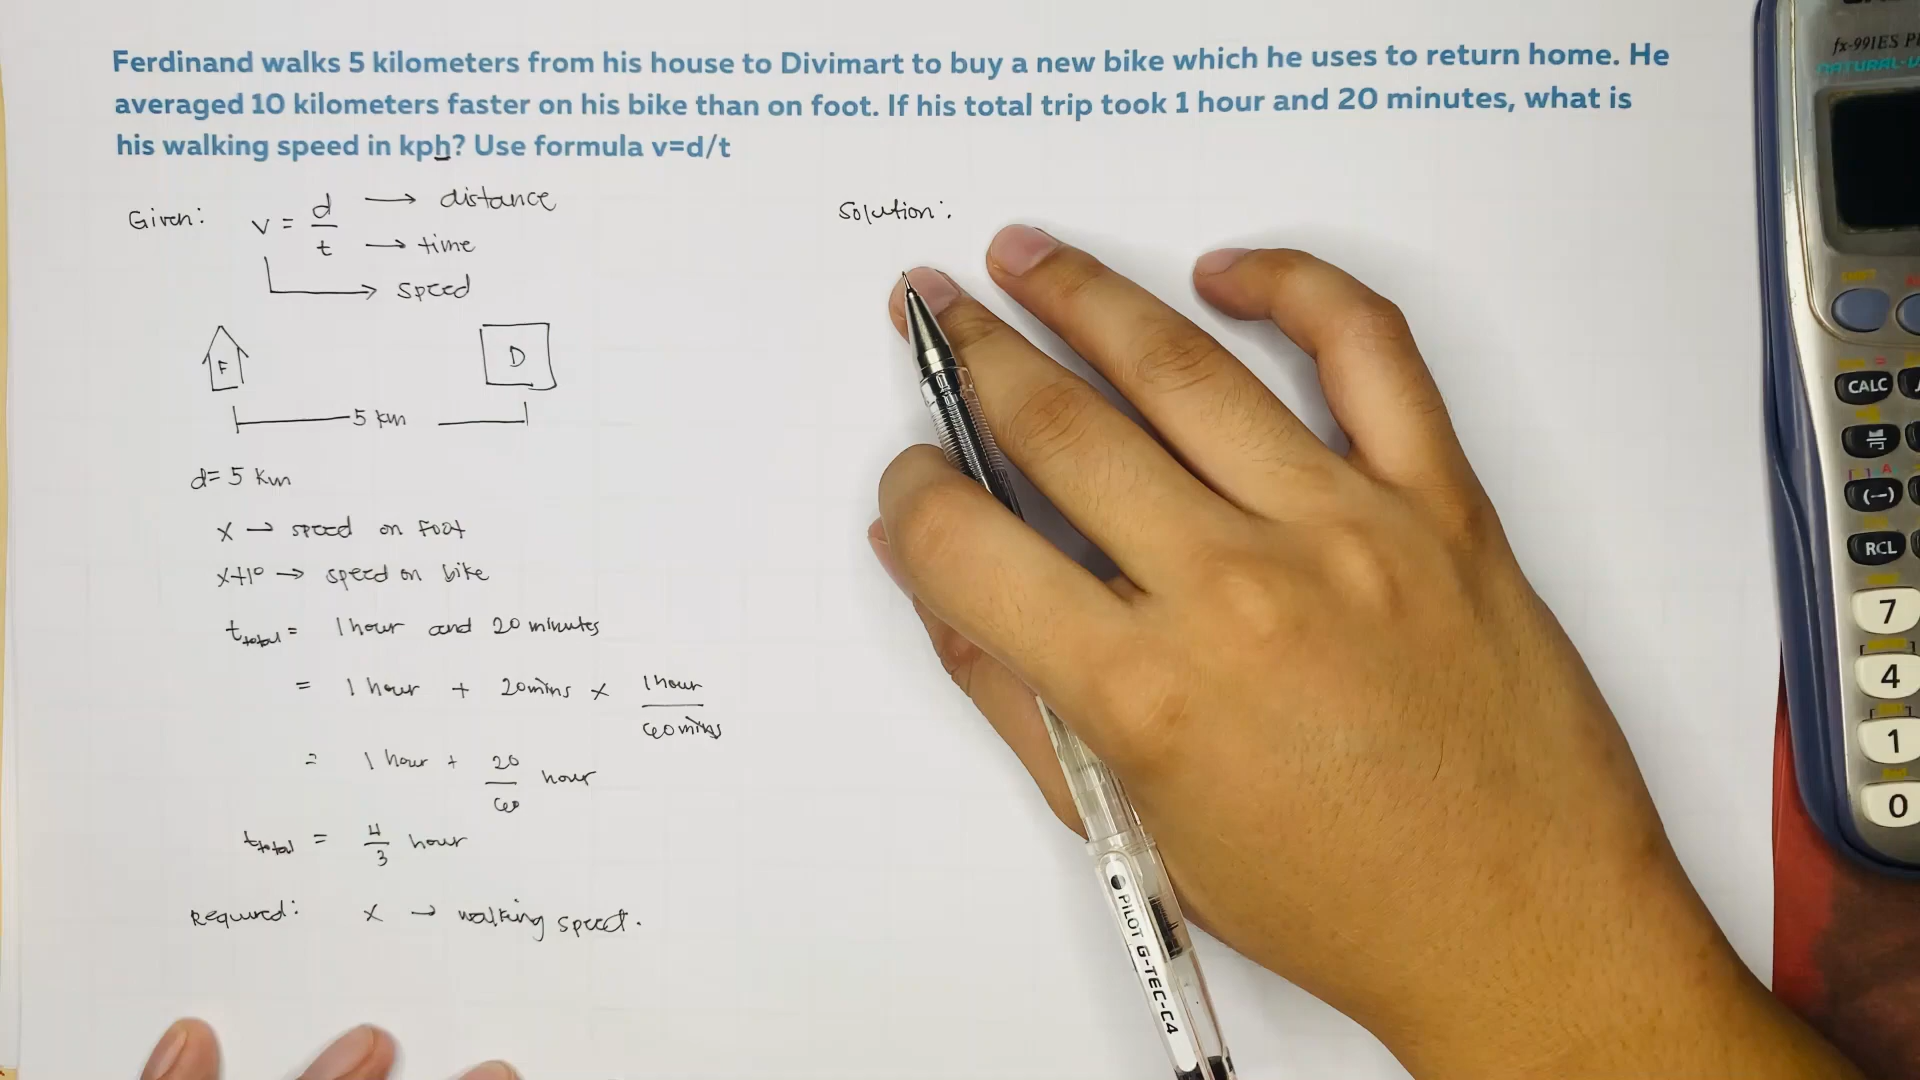 Ferdinand walks 5 kilometers from his house to Divimart to buy a new bike which he uses to return home. He
averaged 10 kilometers faster on his bike than on foot. If his total trip took 1 hour and 20 minutes, what is
his walking speed in kph? Use formula v=d/t
Given: v = d/t
d → distance
t → time
v → speed
F
D
5 km
d= 5 km
x → speed on foot
x+10 → speed on bike
t total = 1 hour and 20 minutes
= 1 hour + 20mins x 1 hour/60mins
= 1 hour + 20/60 hour
t total = 4/3 hour
Required: x → walking speed.
Solution:
fx-991ES
CALC
(—)
RCL
7
4
1
0
PILOT G-TEC-C4